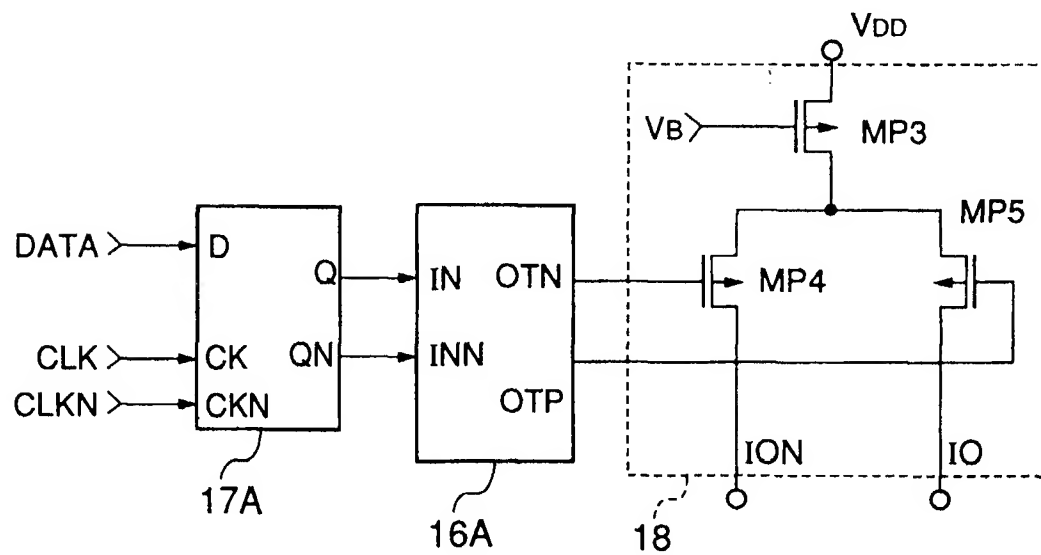 VDD
VB
MP3
MP5
DATA
D
Q
IN
OTN
MP4
CLK
CK
QN
INN
CLKN
CKN
OTP
ION
IO
17A
16A
18